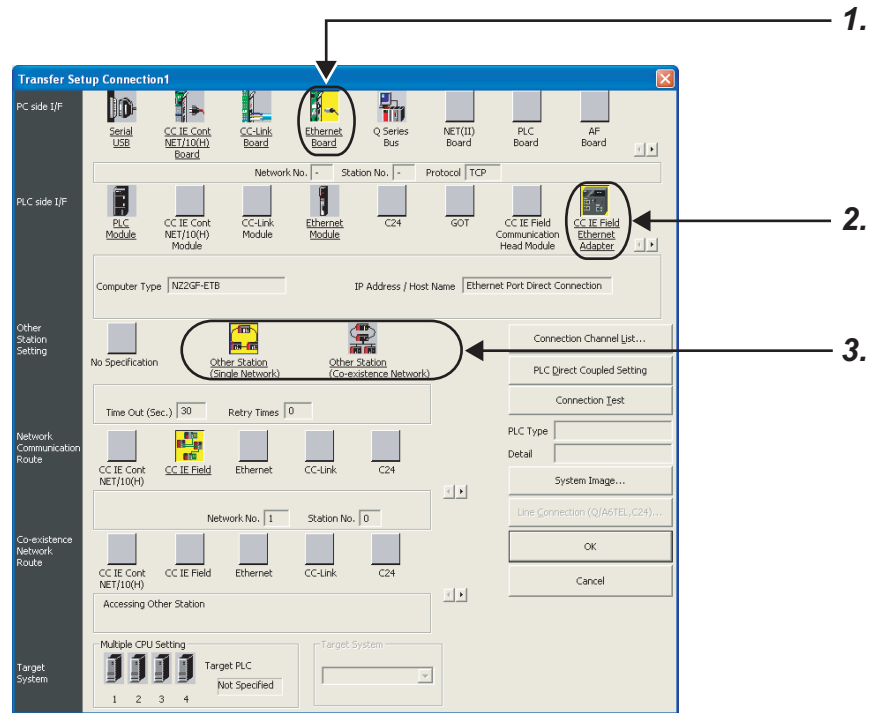 1.
Transfer Setup Connection1
PC side I/F
Serial USB
CC IE Cont NET/10(H) Board
CC-Link Board
Ethernet Board
Q Series Bus
NET(II) Board
PLC Board
AF Board
Network No. - Station No. - Protocol TCP
PLC side I/F
PLC Module
CC IE Cont NET/10(H) Module
CC-Link Module
Ethernet Module
C24
GOT
CC IE Field Communication Head Module
CC IE Field Ethernet Adapter
2.
Computer Type NZ2GF-ETB IP Address / Host Name Ethernet Port Direct Connection
Other Station Setting
No Specification
Other Station (Single Network)
Other Station (Co-existence Network)
3.
Connection Channel List...
PLC Direct Coupled Setting
Time Out (Sec.) 30 Retry Times 0
Connection Test
Network Communication Route
CC IE Cont NET/10(H)
CC IE Field
Ethernet
CC-Link
C24
PLC Type
Detail
System Image...
Network No. 1 Station No. 0
Line Connection (Q/A6TEL,C24)...
Co-existence Network Route
CC IE Cont NET/10(H)
CC IE Field
Ethernet
CC-Link
C24
OK
Cancel
Accessing Other Station
Target System
Multiple CPU Setting
1 2 3 4
Target PLC
Not Specified
Target System